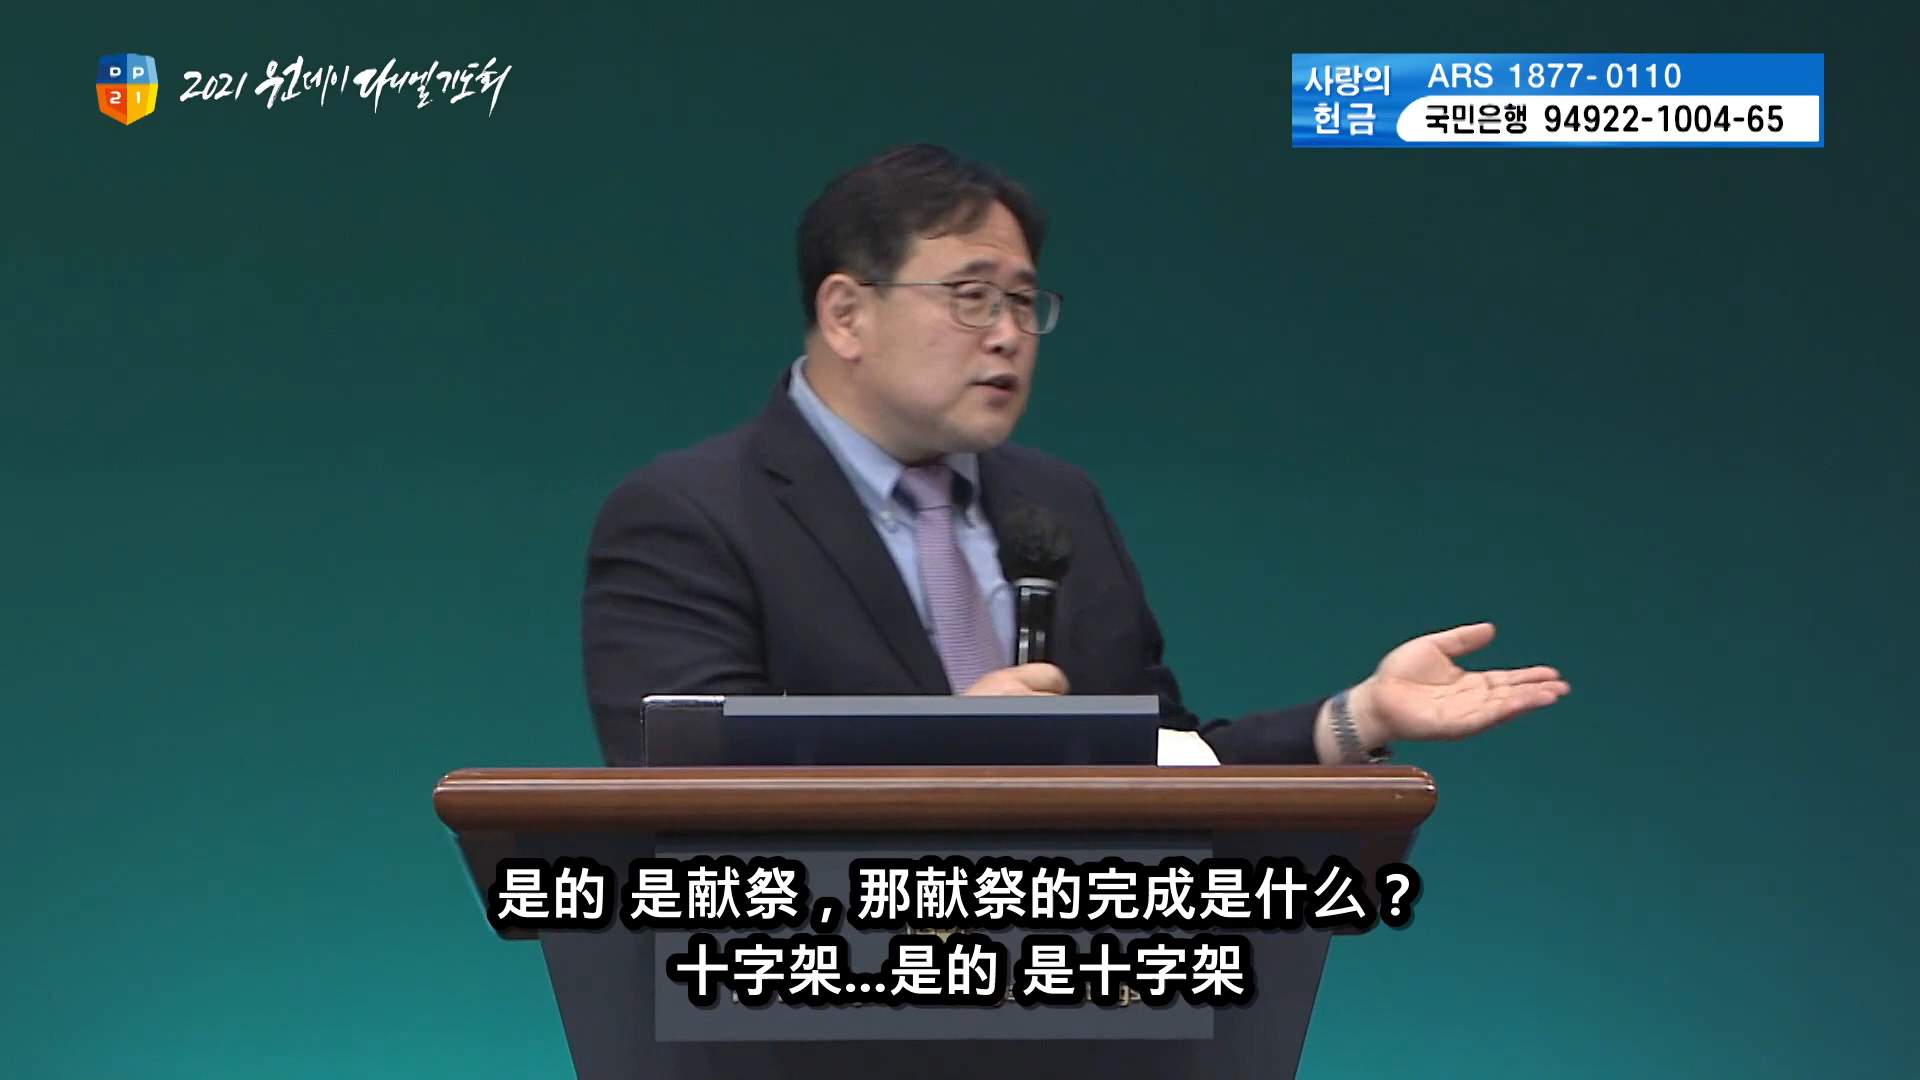 DP
21
2021 원데이 다니엘기도회
사랑의 헌금
ARS 1877-0110
국민은행 94922-1004-65
是的 是献祭，那献祭的完成是什么？
十字架...是的 是十字架